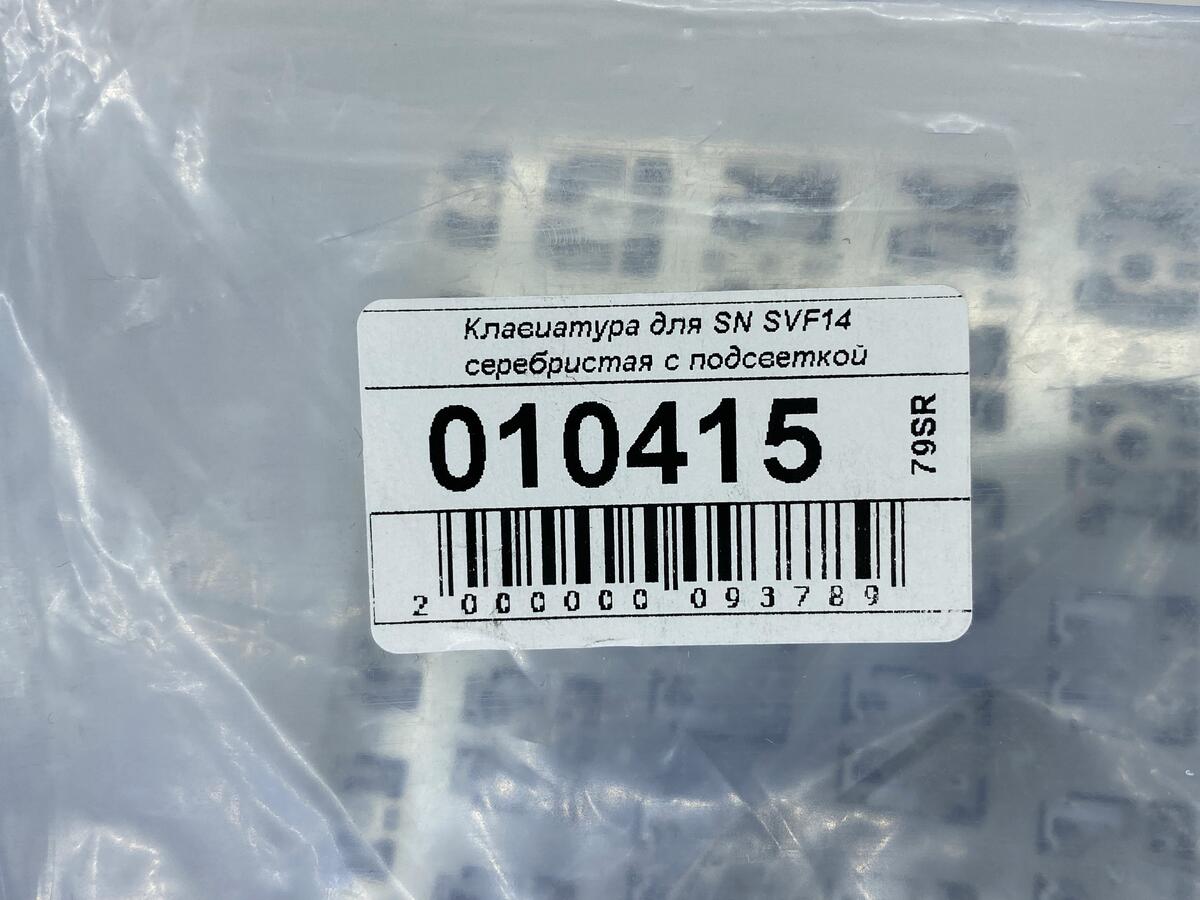 Клавиатура для SN SVF14
серебристая с подсветкой
010415
79SR
2 000000 093789